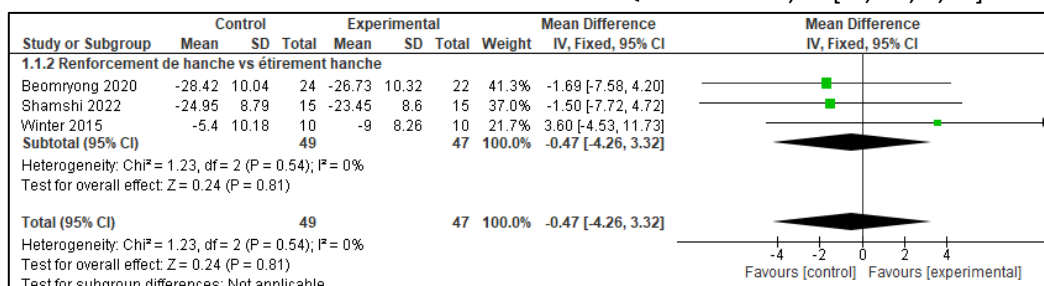 Control Experimental Mean Difference Mean Difference
Study or Subgroup Mean SD Total Mean SD Total Weight IV, Fixed, 95% CI IV, Fixed, 95% CI
1.1.2 Renforcement de hanche vs étirement hanche
Beomryong 2020 -28.42 10.04 24 -26.73 10.32 22 41.3% -1.69 [-7.58, 4.20]
Shamshi 2022 -24.95 8.79 15 -23.45 8.6 15 37.0% -1.50 [-7.72, 4.72]
Winter 2015 -5.4 10.18 10 -9 8.26 10 21.7% 3.60 [-4.53, 11.73]
Subtotal (95% CI) 49 47 100.0% -0.47 [-4.26, 3.32]
Heterogeneity: Chi² = 1.23, df = 2 (P = 0.54); I² = 0%
Test for overall effect: Z = 0.24 (P = 0.81)
Total (95% CI) 49 47 100.0% -0.47 [-4.26, 3.32]
Heterogeneity: Chi² = 1.23, df = 2 (P = 0.54); I² = 0%
Test for overall effect: Z = 0.24 (P = 0.81)
Test for subgroup differences: Not applicable
-4 -2 0 2 4
Favours [control] Favours [experimental]